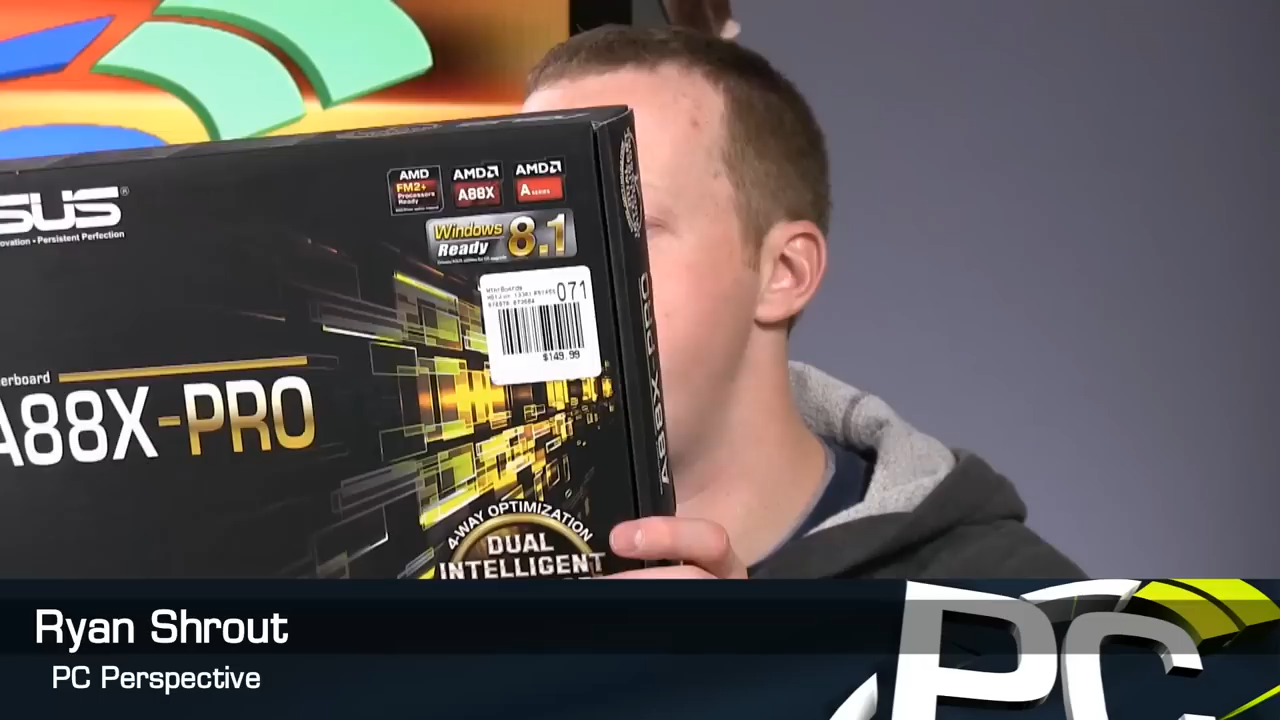 SUS®
ovation • Persistent Perfection
AMD
FM2+
Processors
Ready
AMD
A88X
AMD
A SERIES
Windows 8.1
Ready
071
$149.99
erboard
A88X-PRO
A88X-PRO
4-WAY OPTIMIZATION
DUAL
INTELLIGENT
Ryan Shrout
PC Perspective
PC